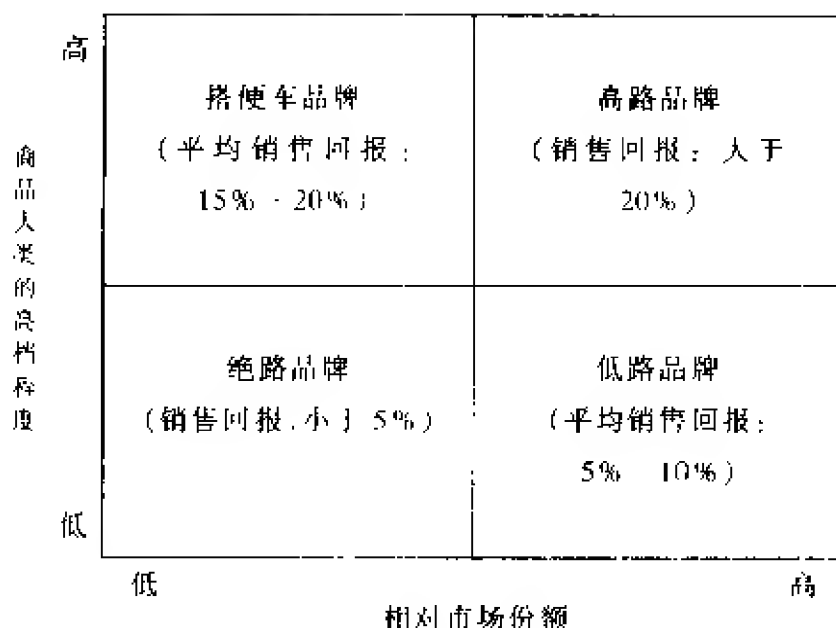 高
搭便车品牌
(平均销售回报:
15% - 20%)
高路品牌
(销售回报: 大于
20%)
商品大类的高档程度
绝路品牌
(销售回报:小于 5%)
低路品牌
(平均销售回报:
5% 10%)
低
低
高
相对市场份额